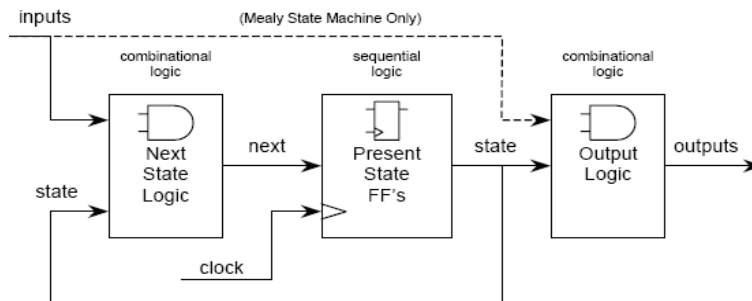 inputs
(Mealy State Machine Only)
combinational
logic
sequential
logic
combinational
logic
Next
State
Logic
next
Present
State
FF's
state
Output
Logic
outputs
state
clock